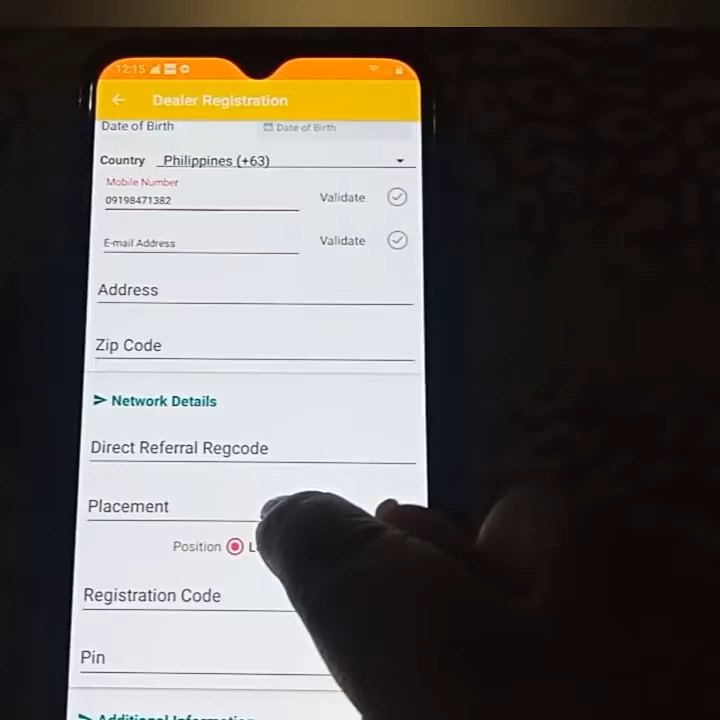 12:15
Dealer Registration
Date of Birth Date of Birth
Country Philippines (+63)
Mobile Number
09198471382 Validate
E-mail Address Validate
Address
Zip Code
Network Details
Direct Referral Regcode
Placement
Position L
Registration Code
Pin
Additional Information